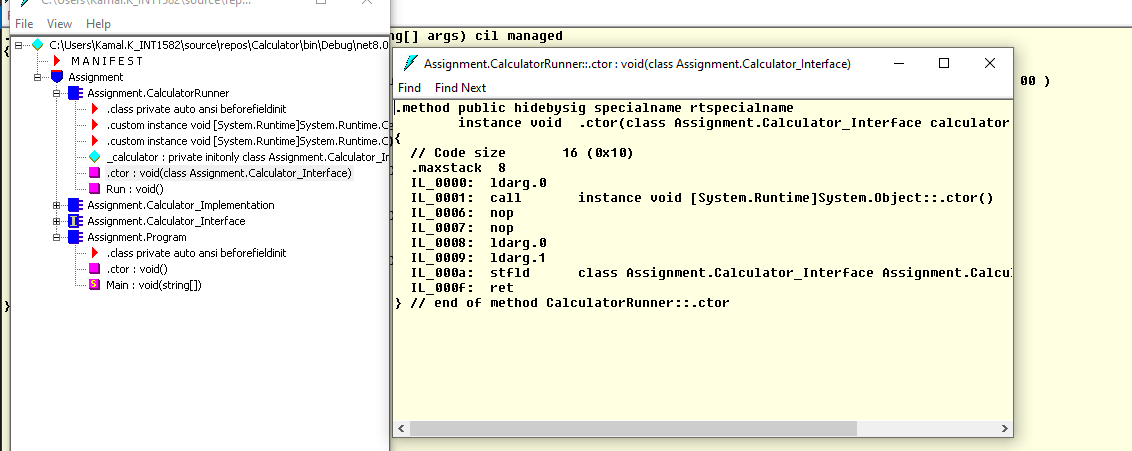 C:\Users\Kamal.K_INT1582\source\rep...
File View Help
C:\Users\Kamal.K_INT1582\source\repos\Calculator\bin\Debug\net8.0
M A N I F E S T
Assignment
Assignment.CalculatorRunner
.class private auto ansi beforefieldinit
.custom instance void [System.Runtime]System.Runtime.C
.custom instance void [System.Runtime]System.Runtime.C
_calculator : private initonly class Assignment.Calculator_In
.ctor : void(class Assignment.Calculator_Interface)
Run : void()
Assignment.Calculator_Implementation
Assignment.Calculator_Interface
Assignment.Program
.class private auto ansi beforefieldinit
.ctor : void()
Main : void(string[])
ng[] args) cil managed
{
00 )
}
Assignment.CalculatorRunner::.ctor : void(class Assignment.Calculator_Interface)
Find Find Next
.method public hidebysig specialname rtspecialname
instance void .ctor(class Assignment.Calculator_Interface calculator
{
// Code size 16 (0x10)
.maxstack 8
IL_0000: ldarg.0
IL_0001: call instance void [System.Runtime]System.Object::.ctor()
IL_0006: nop
IL_0007: nop
IL_0008: ldarg.0
IL_0009: ldarg.1
IL_000a: stfld class Assignment.Calculator_Interface Assignment.Calcu
IL_000f: ret
} // end of method CalculatorRunner::.ctor